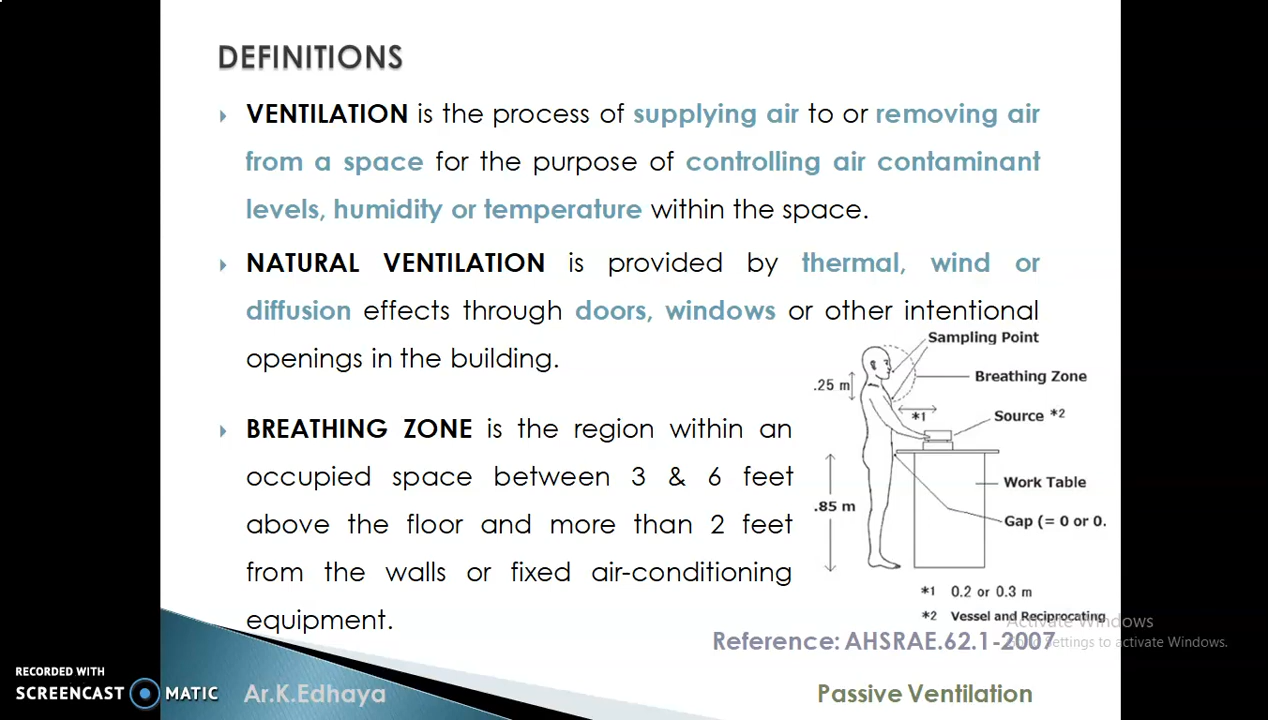 DEFINITIONS
VENTILATION is the process of supplying air to or removing air
from a space for the purpose of controlling air contaminant
levels, humidity or temperature within the space.
NATURAL VENTILATION is provided by thermal, wind or
diffusion effects through doors, windows or other intentional
openings in the building.
BREATHING ZONE is the region within an
occupied space between 3 & 6 feet
above the floor and more than 2 feet
from the walls or fixed air-conditioning
equipment.
Sampling Point
Breathing Zone
.25 m
*1
Source *2
Work Table
.85 m
Gap (= 0 or 0.
*1 0.2 or 0.3 m
*2 Vessel and Reciprocating
Activate Windows
Settings to activate Windows.
Reference: AHSRAE.62.1-2007
RECORDED WITH
SCREENCAST MATIC
Ar.K.Edhaya
Passive Ventilation